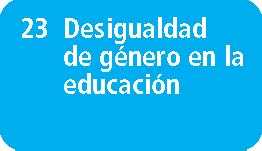 23 Desigualdad
de género en la
educación